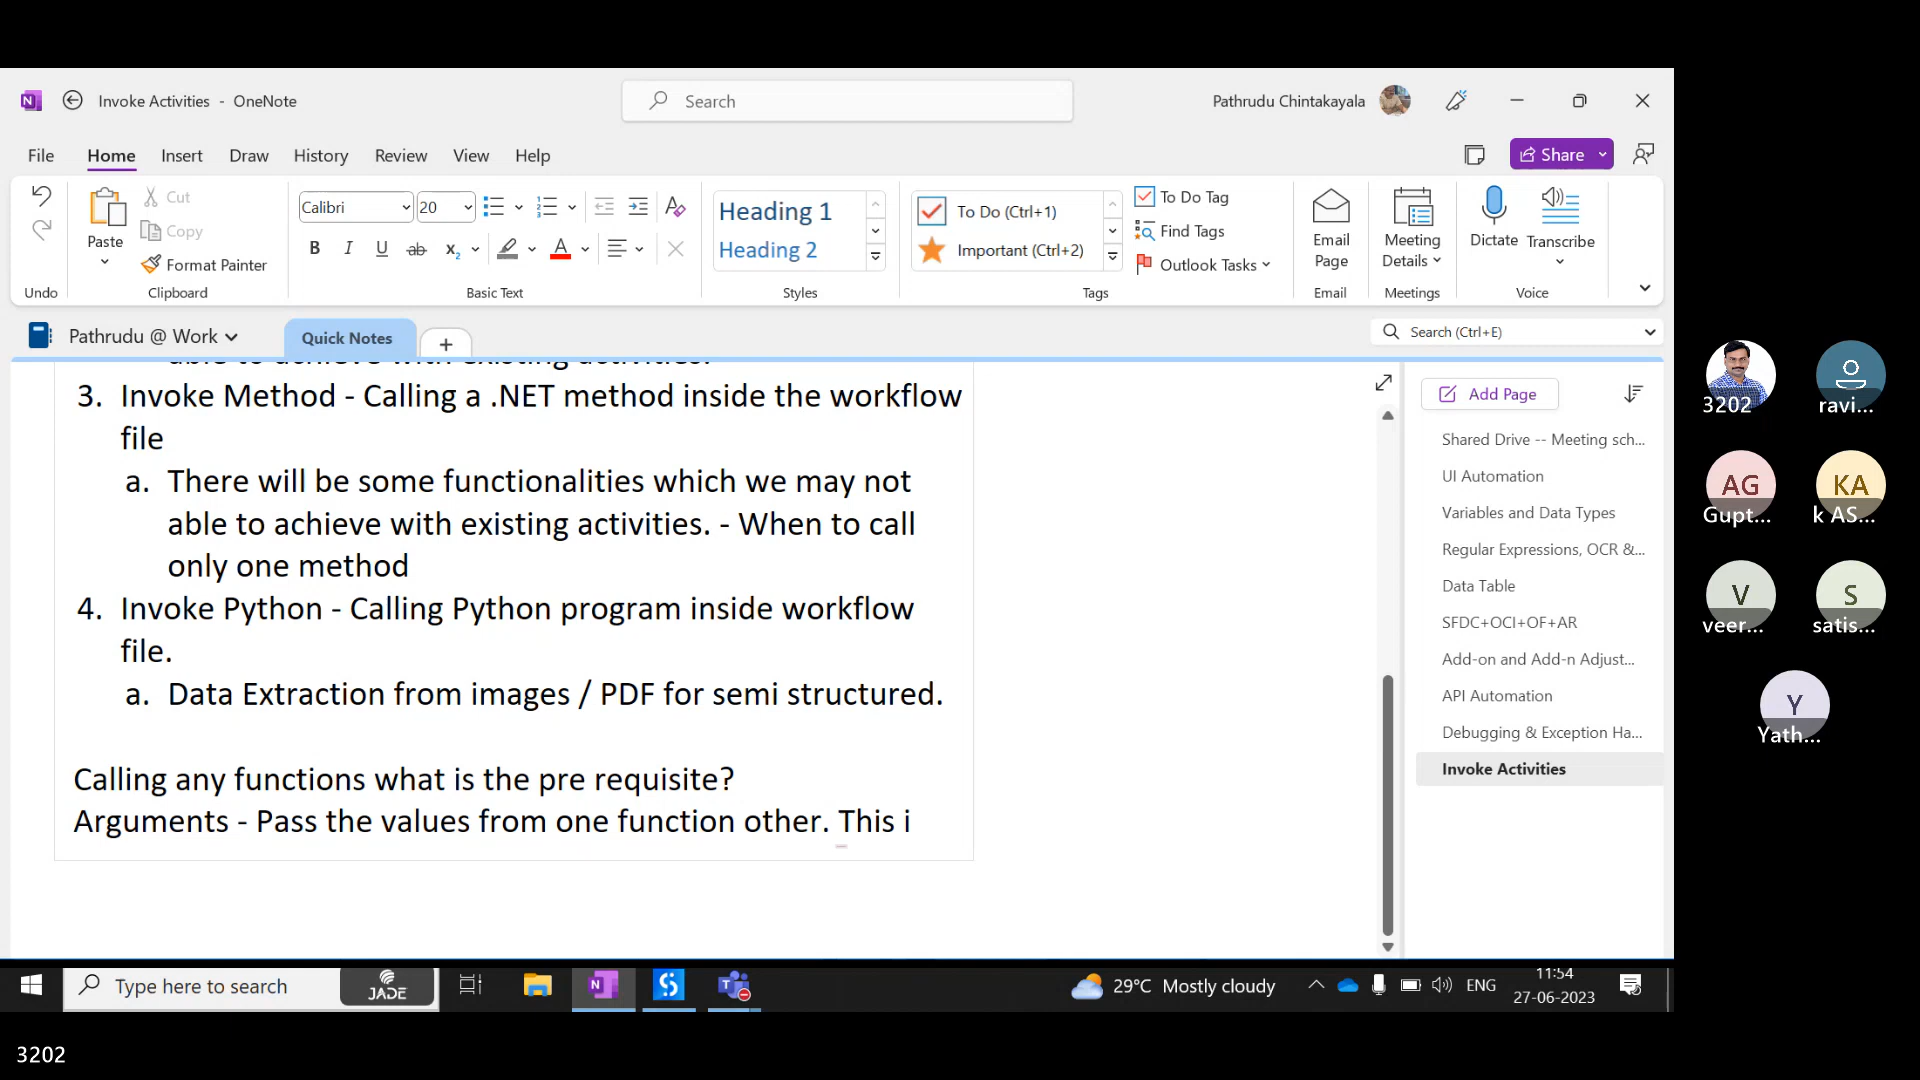 Invoke Activities - OneNote
Search
Pathrudu Chintakayala
File Home Insert Draw History Review View Help
Share
Undo
Paste
Cut
Copy
Format Painter
Clipboard
Calibri 20
Basic Text
Heading 1
Heading 2
Styles
To Do (Ctrl+1)
Important (Ctrl+2)
To Do Tag
Find Tags
Outlook Tasks
Tags
Email
Page
Email
Meeting
Details
Meetings
Dictate
Transcribe
Voice
Pathrudu @ Work
Quick Notes
Search (Ctrl+E)
able to achieve with existing activities.
3. Invoke Method - Calling a .NET method inside the workflow
file
a. There will be some functionalities which we may not
able to achieve with existing activities. - When to call
only one method
4. Invoke Python - Calling Python program inside workflow
file.
a. Data Extraction from images / PDF for semi structured.
Calling any functions what is the pre requisite?
Arguments - Pass the values from one function other. This i
Add Page
Shared Drive -- Meeting sch...
UI Automation
Variables and Data Types
Regular Expressions, OCR &...
Data Table
SFDC+OCI+OF+AR
Add-on and Add-n Adjust...
API Automation
Debugging & Exception Ha...
Invoke Activities
3202
ravi...
AG
Gupt...
KA
k AS...
V
veer...
S
satis...
Y
Yath...
Type here to search
JADE
29°C Mostly cloudy
ENG
11:54
27-06-2023
3202